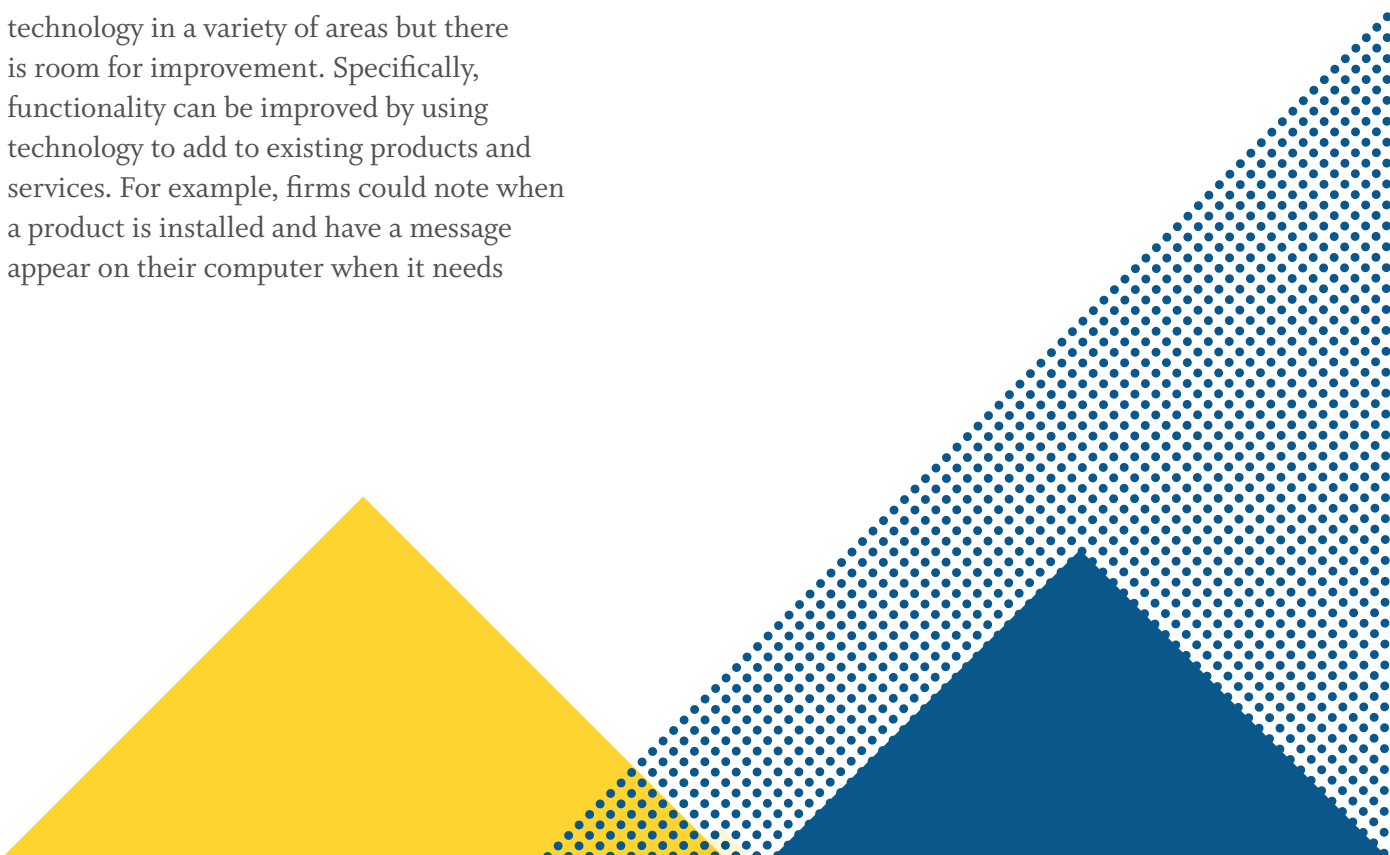 technology in a variety of areas but there
is room for improvement. Specifically,
functionality can be improved by using
technology to add to existing products and
services. For example, firms could note when
a product is installed and have a message
appear on their computer when it needs